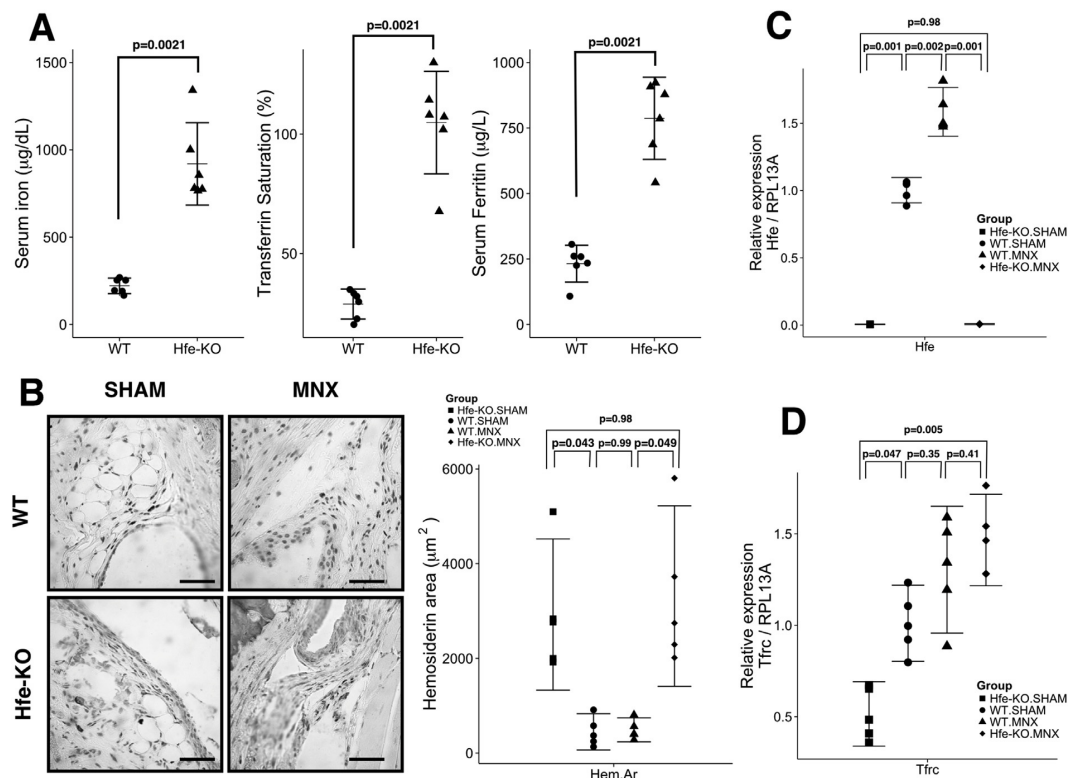 A
p=0.0021
1500
1000
500
0
Serum iron (μg/dL)
WT
Hfe-KO
p=0.0021
100
50
Transferrin Saturation (%)
WT
Hfe-KO
p=0.0021
1000
750
500
250
0
Serum Ferritin (μg/L)
WT
Hfe-KO
C
p=0.98
p=0.001
p=0.002
p=0.001
1.5
1.0
0.5
0.0
Relative expression
Hfe / RPL13A
Group
Hfe-KO.SHAM
WT.SHAM
WT.MNX
Hfe-KO.MNX
Hfe
B
SHAM
MNX
WT
Hfe-KO
Group
Hfe-KO.SHAM
WT.SHAM
WT.MNX
Hfe-KO.MNX
p=0.98
p=0.043
p=0.99
p=0.049
6000
4000
2000
0
Hemosiderin area (μm²)
Hem.Ar
D
p=0.005
p=0.047
p=0.35
p=0.41
1.5
1.0
0.5
Relative expression
Tfrc / RPL13A
Group
Hfe-KO.SHAM
WT.SHAM
WT.MNX
Hfe-KO.MNX
Tfrc